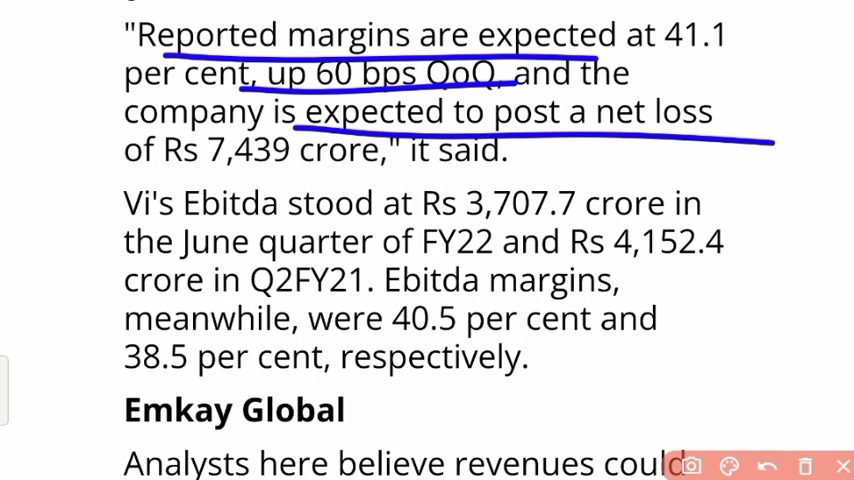 "Reported margins are expected at 41.1
per cent, up 60 bps QoQ, and the
company is expected to post a net loss
of Rs 7,439 crore," it said.
Vi's Ebitda stood at Rs 3,707.7 crore in
the June quarter of FY22 and Rs 4,152.4
crore in Q2FY21. Ebitda margins,
meanwhile, were 40.5 per cent and
38.5 per cent, respectively.
Emkay Global
Analysts here believe revenues could